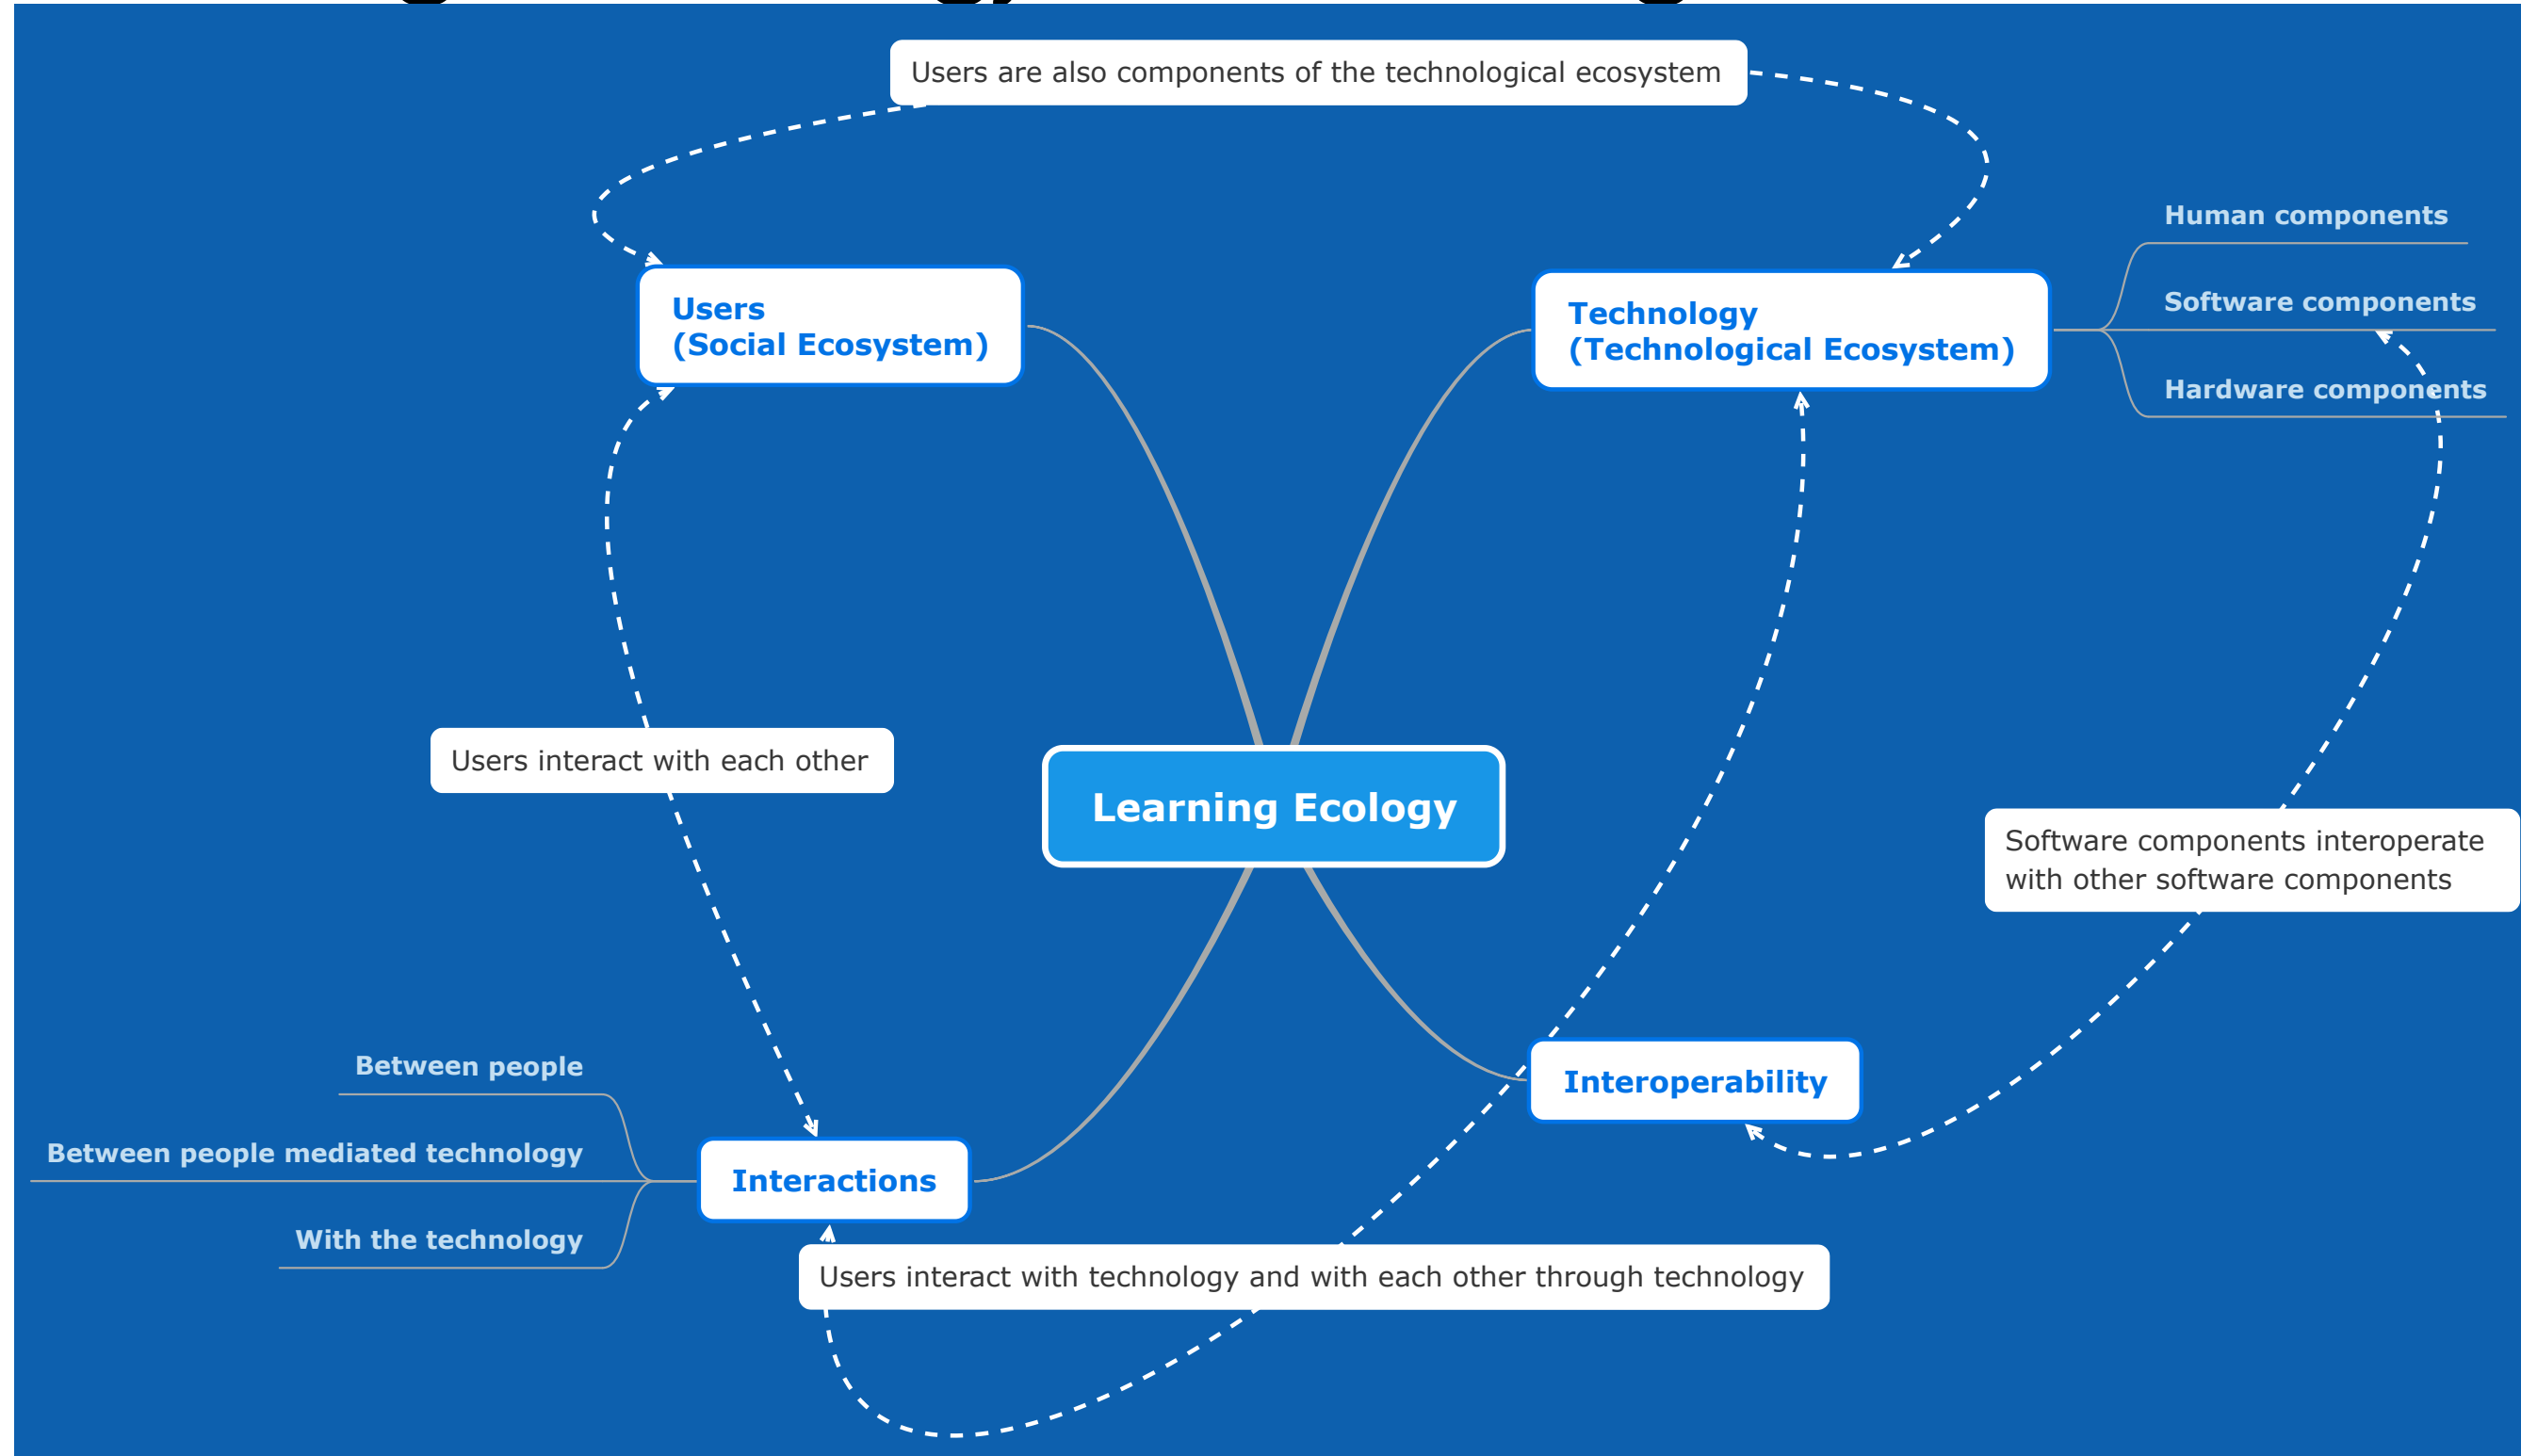 Users are also components of the technological ecosystem
Human components
Users
(Social Ecosystem)
Technology
(Technological Ecosystem)
Software components
Hardware components
Users interact with each other
Learning Ecology
Software components interoperate
with other software components
Between people
Interoperability
Between people mediated technology
Interactions
With the technology
Users interact with technology and with each other through technology